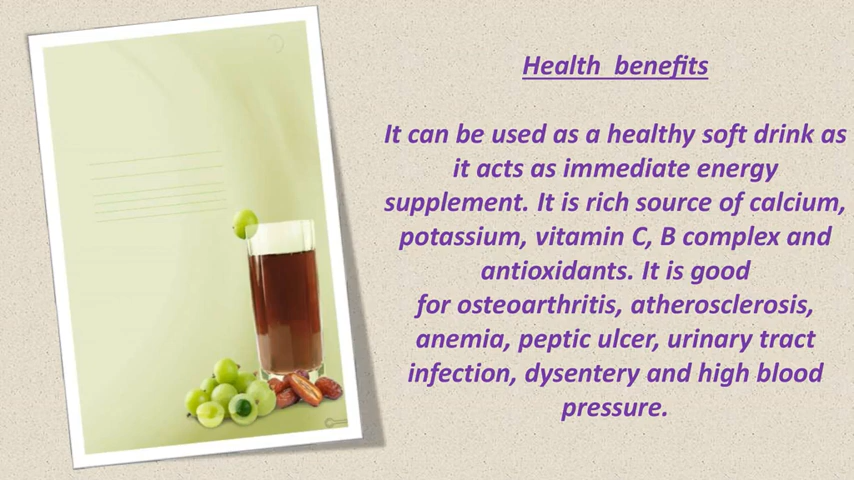 Health  benefits
It can be used as a healthy soft drink as
it acts as immediate energy
supplement. It is rich source of calcium,
potassium, vitamin C, B complex and
antioxidants. It is good
for osteoarthritis, atherosclerosis,
anemia, peptic ulcer, urinary tract
infection, dysentery and high blood
pressure.